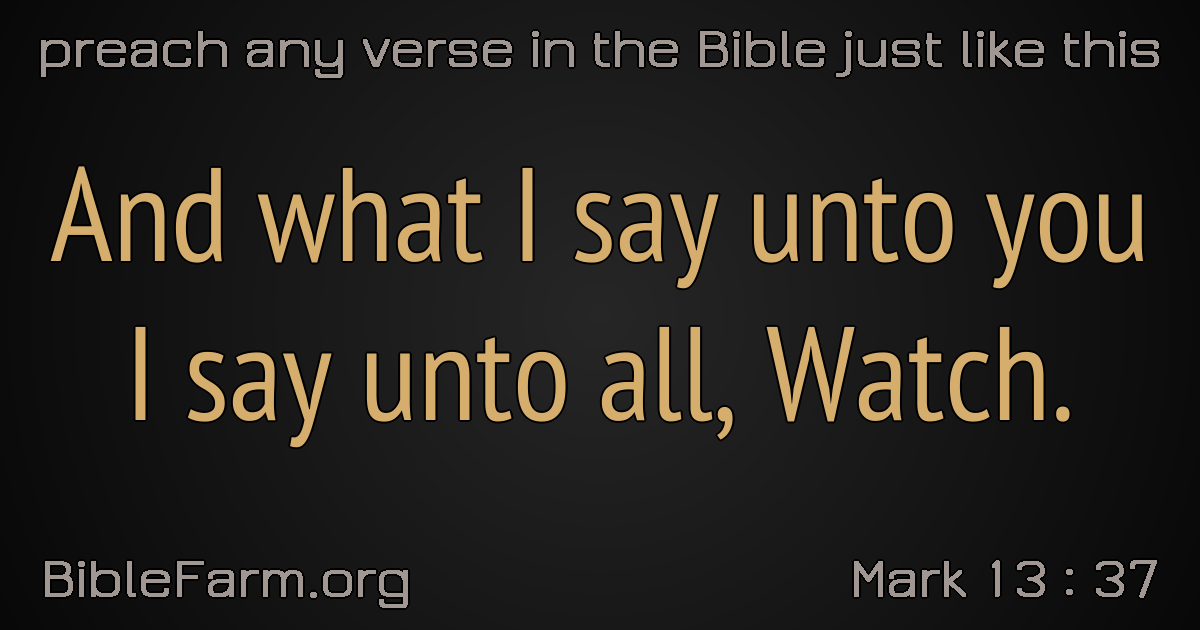 preach any verse in the Bible just like this
And what I say unto you
I say unto all, Watch.
BibleFarm.org
Mark 13 : 37